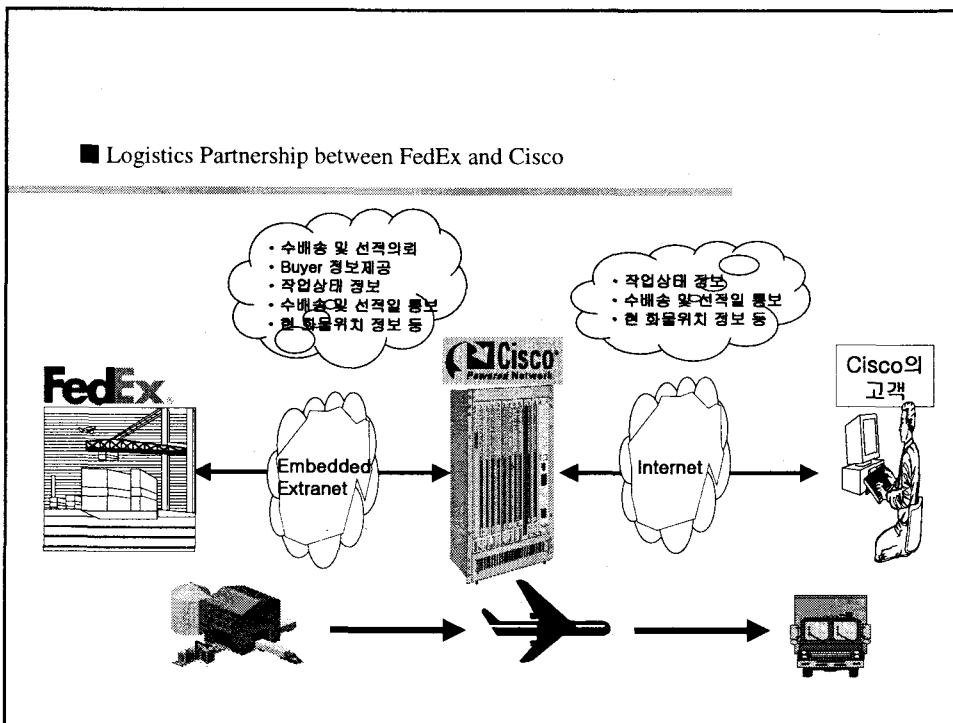 ■ Logistics Partnership between FedEx and Cisco
• 수배송 및 선적의뢰
• Buyer 정보제공
• 작업상태 정보
• 수배송 및 선적일 통보
• 현 화물위치 정보 등
• 작업상태 정보
• 수배송 및 선적일 통보
• 현 화물위치 정보 등
FedEx®
Cisco
Powered Network
Cisco의
고객
Embedded
Extranet
Internet